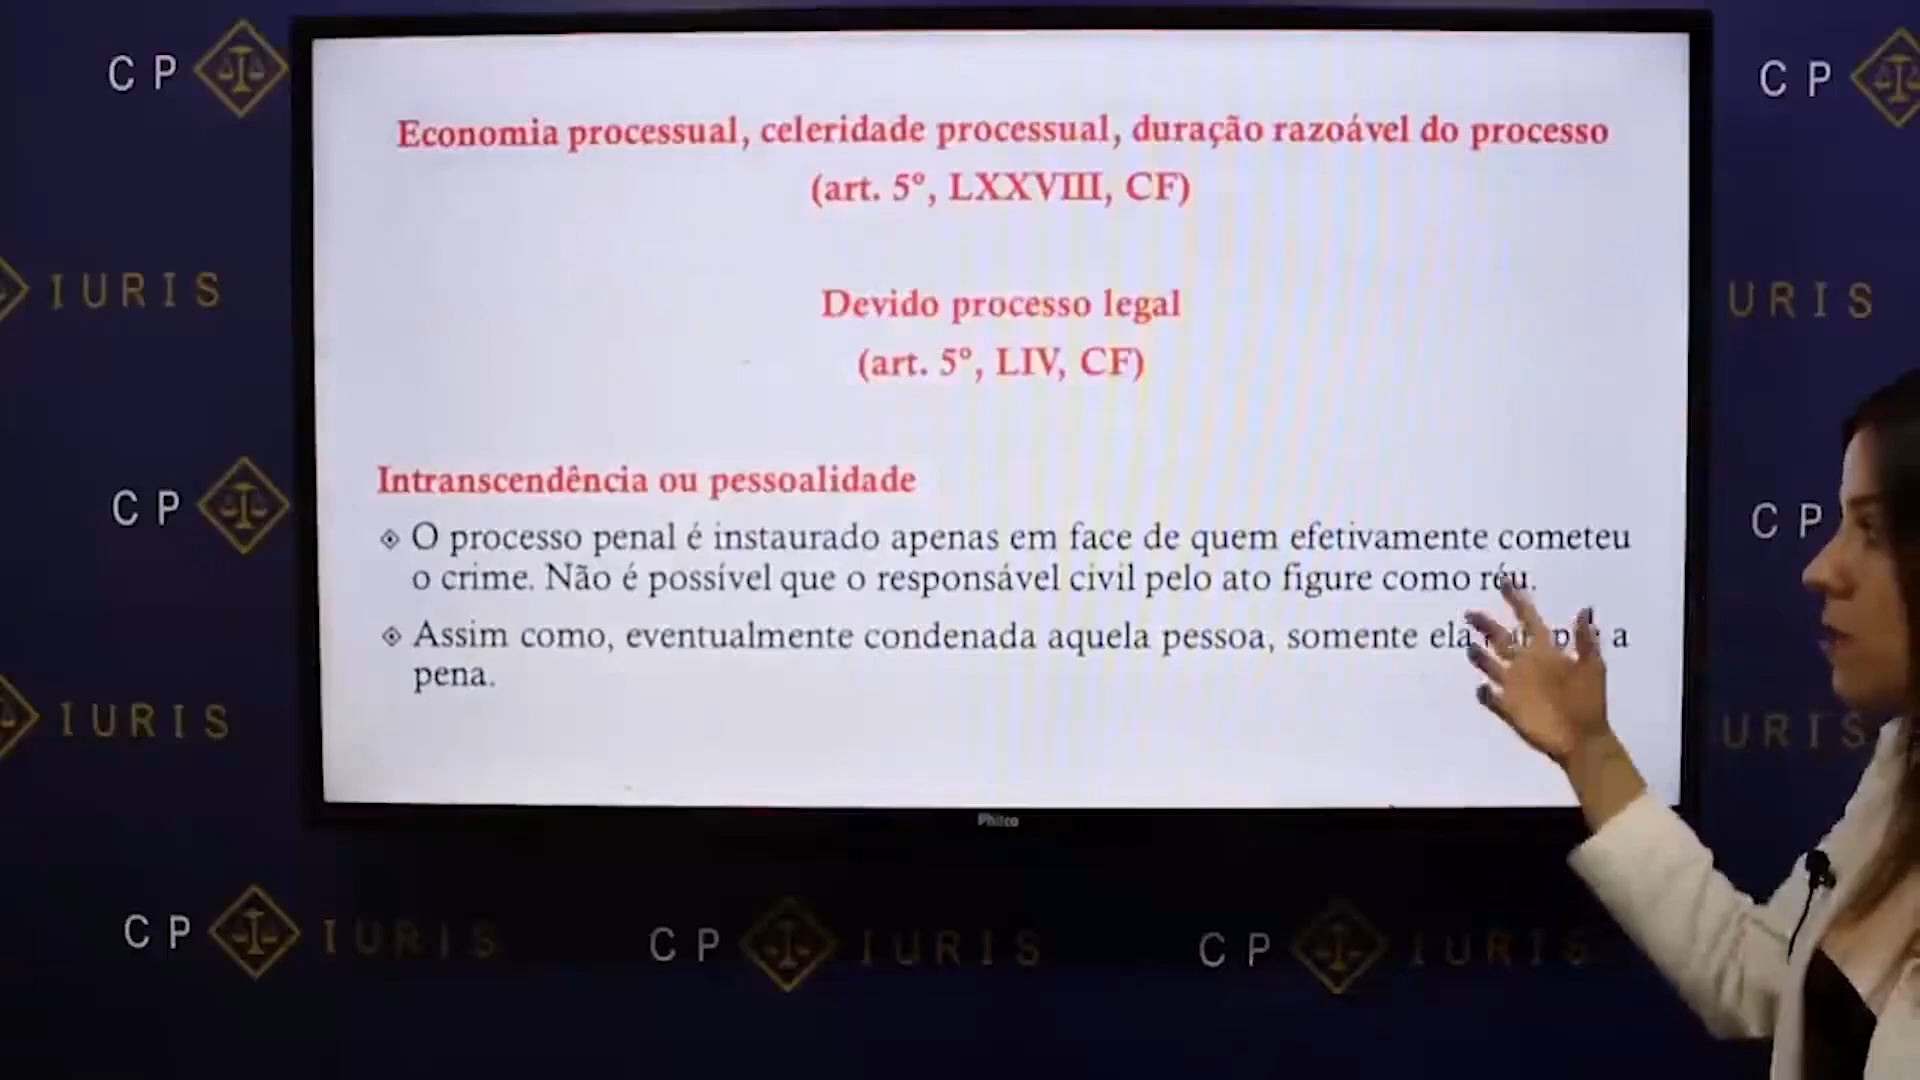 CP
CP
Economia processual, celeridade processual, duração razoável do processo
(art. 5º, LXXVIII, CF)
IURIS
URIS
Devido processo legal
(art. 5º, LIV, CF)
Intranscendência ou pessoalidade
CP
CP
O processo penal é instaurado apenas em face de quem efetivamente cometeu
o crime. Não é possível que o responsável civil pelo ato figure como réu.
Assim como, eventualmente condenada aquela pessoa, somente ela a
pena.
IURIS
URIS
Philco
CP IURIS
CP IURIS
CP IURIS